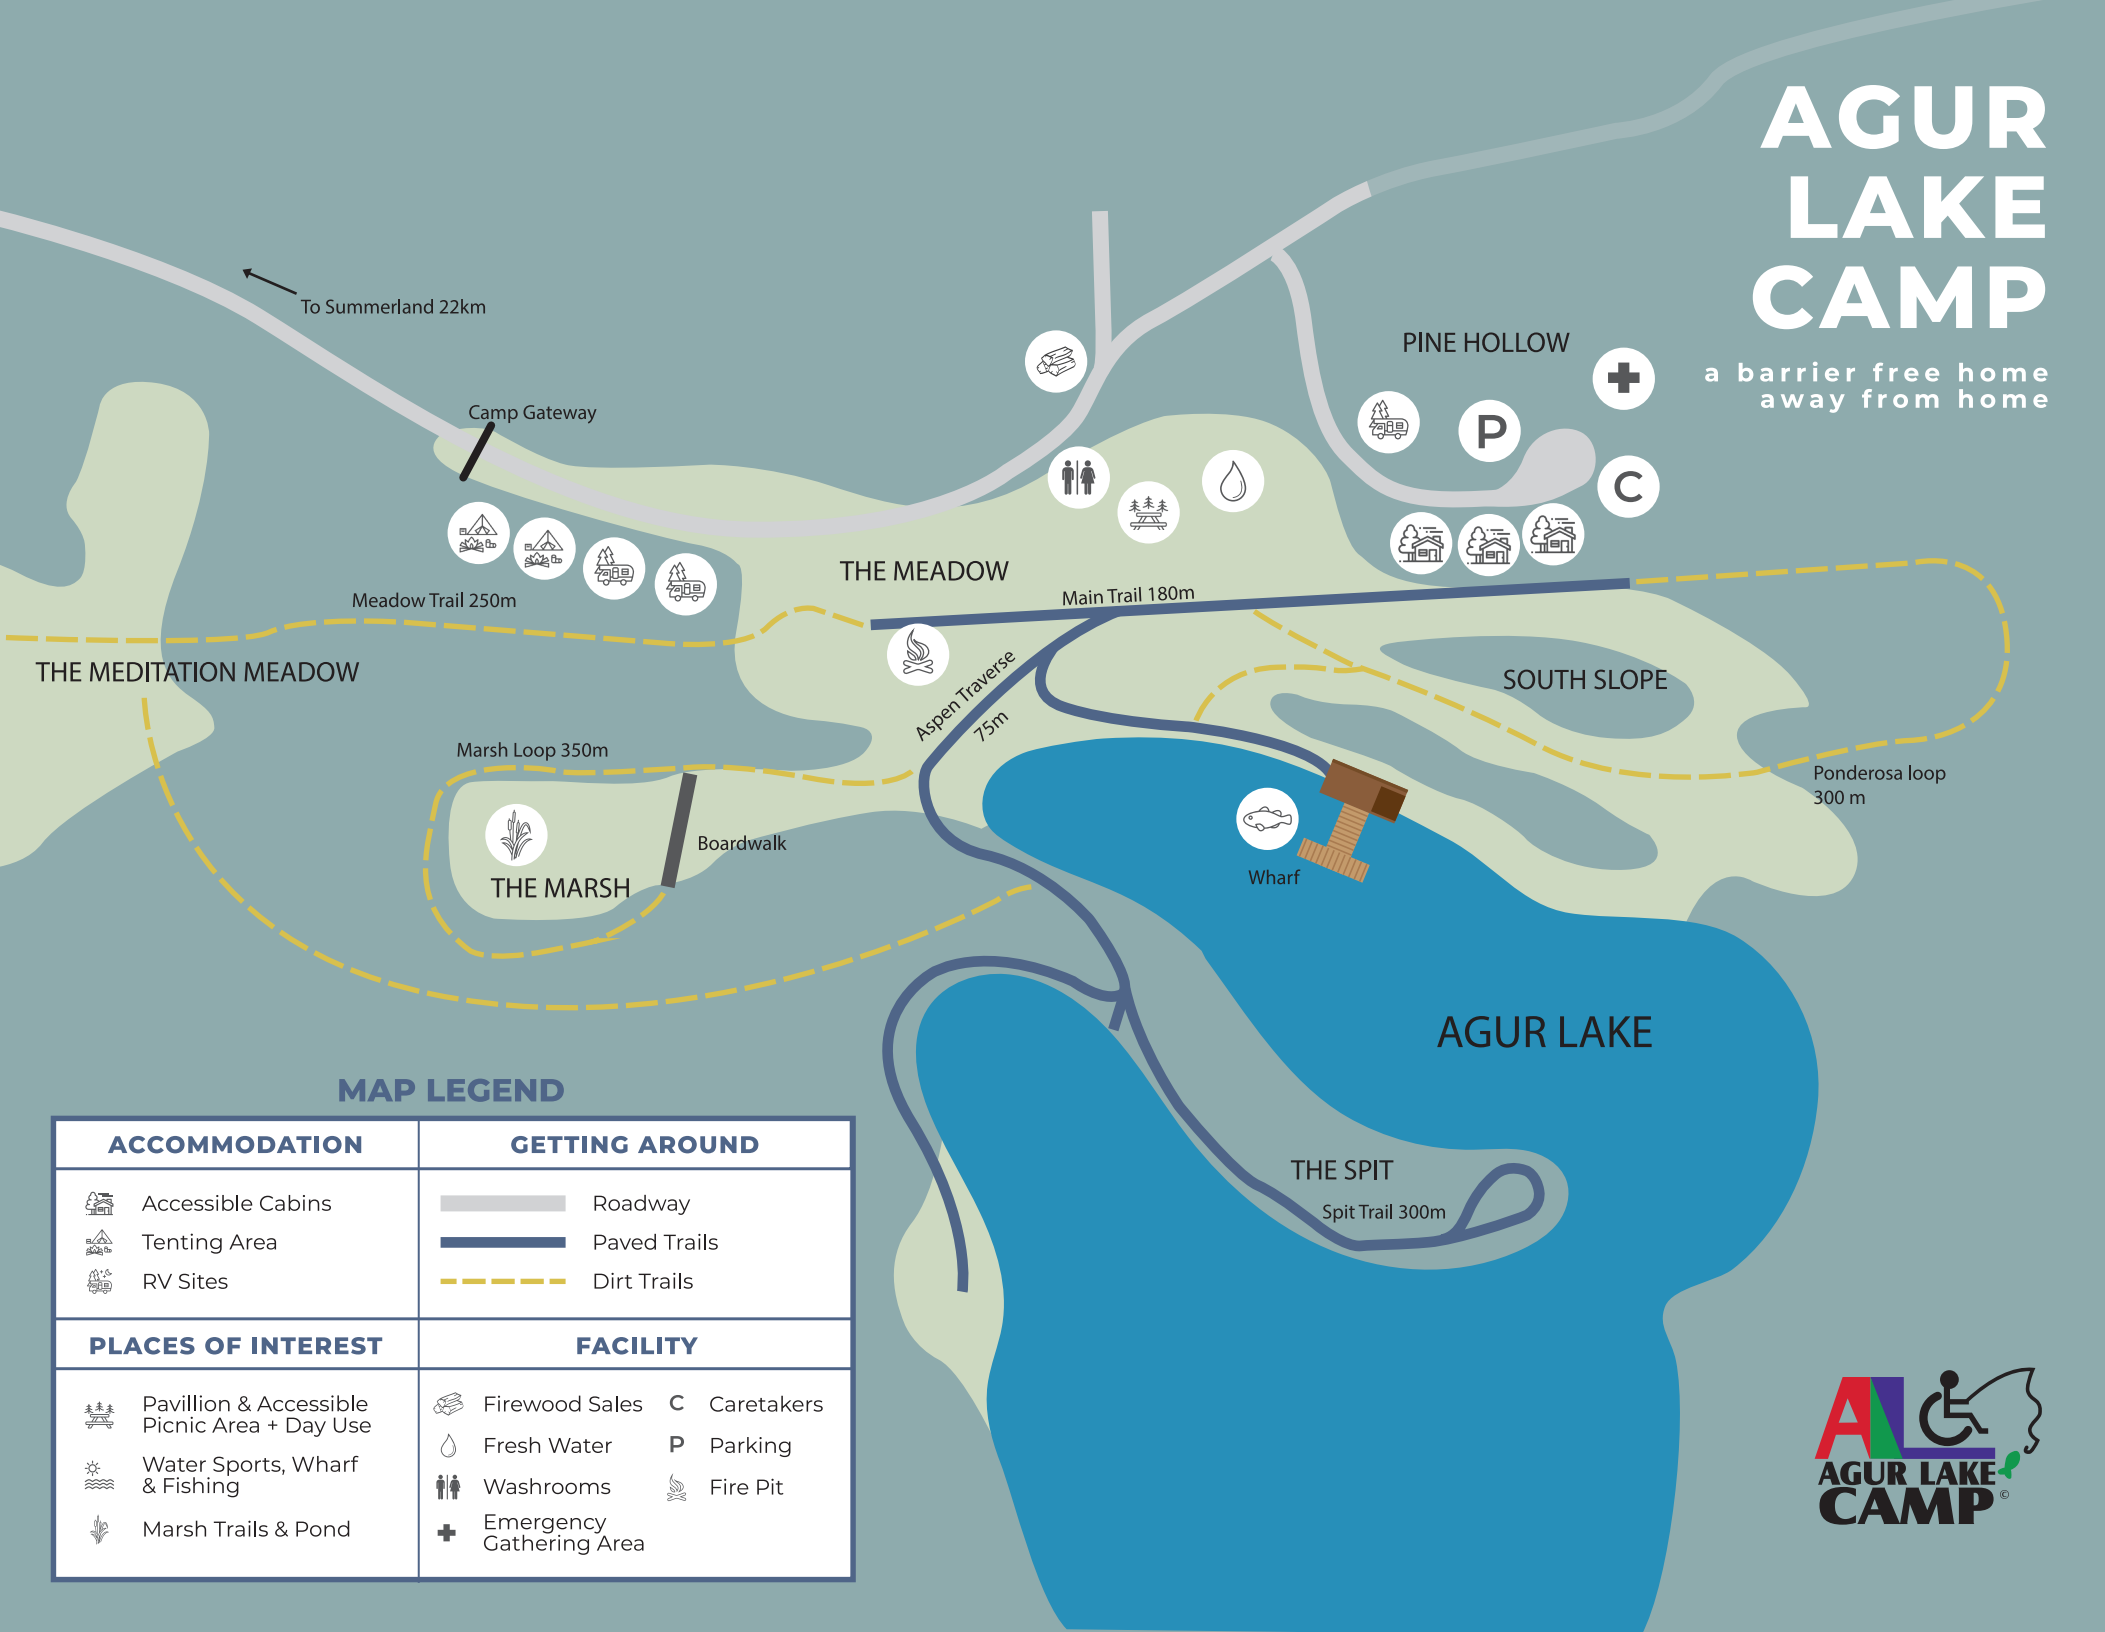 AGUR
LAKE
CAMP
a barrier free home
away from home
To Summerland 22km
Camp Gateway
PINE HOLLOW
P
C
THE MEADOW
Main Trail 180m
Meadow Trail 250m
THE MEDITATION MEADOW
Aspen Traverse
75m
SOUTH SLOPE
Marsh Loop 350m
Ponderosa loop
300 m
Boardwalk
THE MARSH
Wharf
AGUR LAKE
THE SPIT
Spit Trail 300m
MAP LEGEND
ACCOMMODATION
Accessible Cabins
Tenting Area
RV Sites
GETTING AROUND
Roadway
Paved Trails
Dirt Trails
PLACES OF INTEREST
Pavillion & Accessible
Picnic Area + Day Use
Water Sports, Wharf
& Fishing
Marsh Trails & Pond
FACILITY
Firewood Sales
Fresh Water
Washrooms
Emergency
Gathering Area
C Caretakers
P Parking
Fire Pit
AL
AGUR LAKE
CAMP©